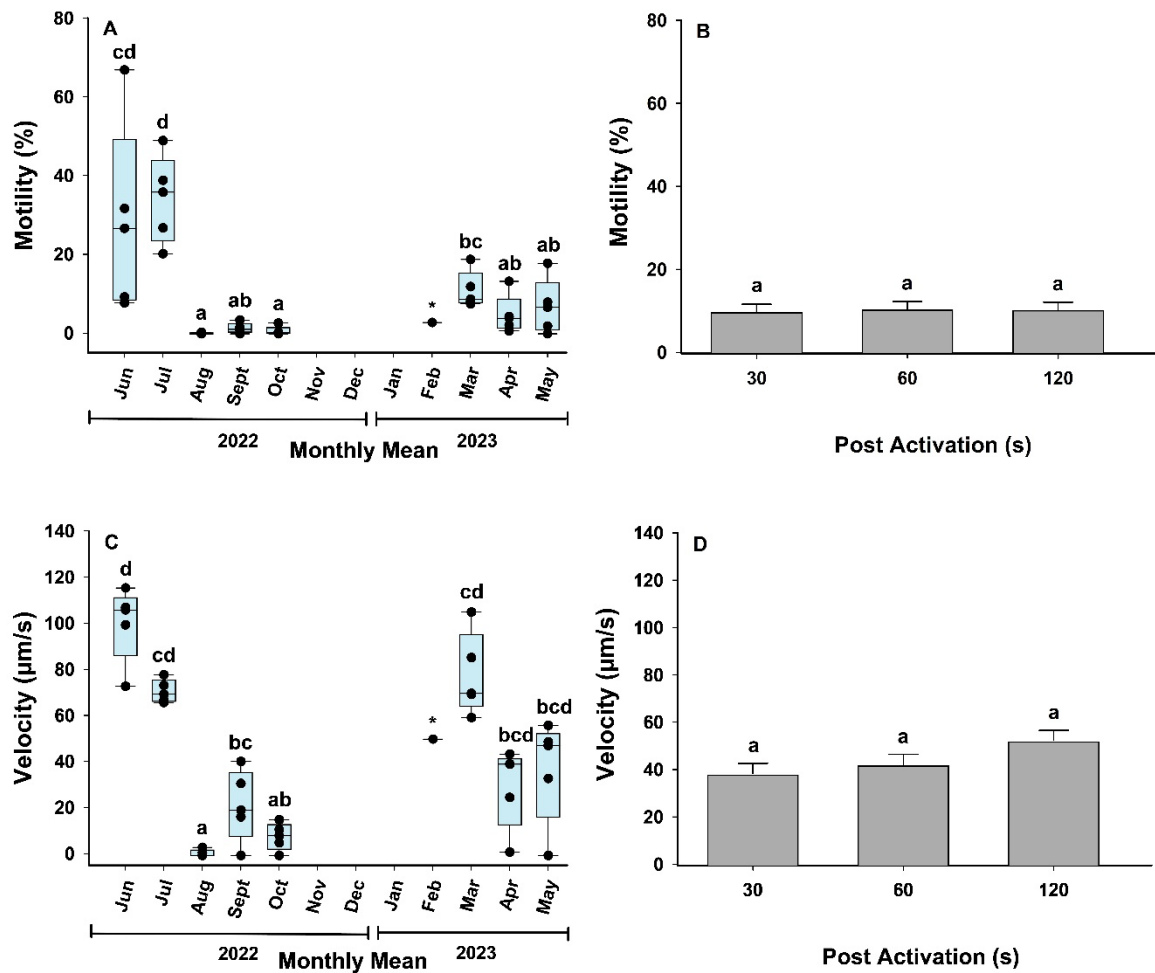 A
Motility (%)
80
60
40
20
0
cd
d
a
ab
a
*
bc
ab
ab
Jun
Jul
Aug
Sept
Oct
Nov
Dec
Jan
Feb
Mar
Apr
May
2022
2023
Monthly Mean
B
Motility (%)
80
60
40
20
0
a
a
a
30
60
120
Post Activation (s)
C
Velocity (µm/s)
140
120
100
80
60
40
20
0
d
cd
a
bc
ab
*
cd
bcd
bcd
Jun
Jul
Aug
Sept
Oct
Nov
Dec
Jan
Feb
Mar
Apr
May
2022
2023
Monthly Mean
D
Velocity (µm/s)
140
120
100
80
60
40
20
0
a
a
a
30
60
120
Post Activation (s)